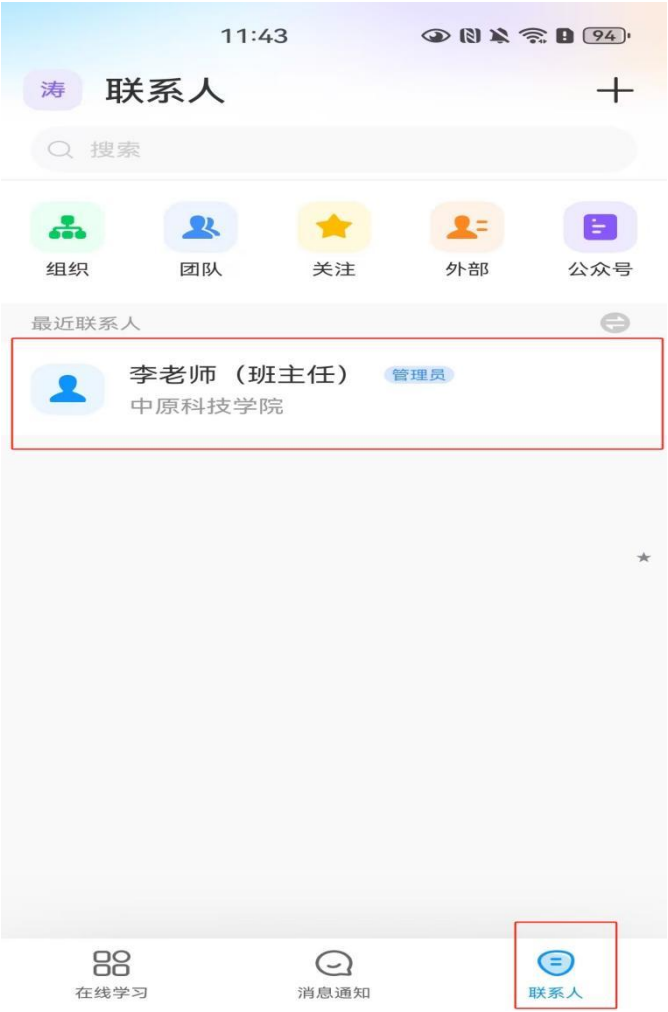 11:43
94
涛 联系人
搜索
组织 团队 关注 外部 公众号
最近联系人
李老师（班主任） 管理员
中原科技学院
在线学习 消息通知 联系人